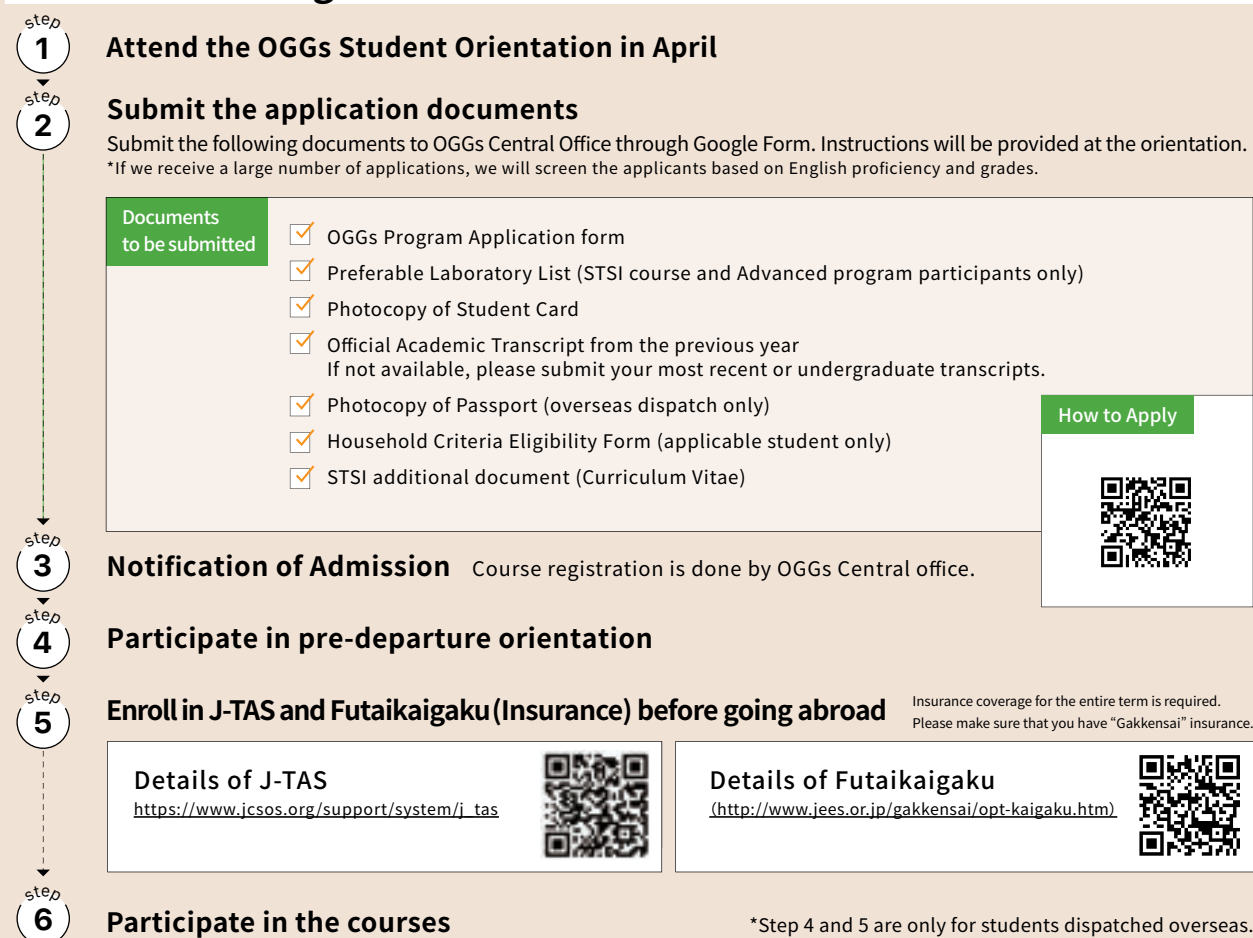 step
1
Attend the OGGs Student Orientation in April
step
2
Submit the application documents
Submit the following documents to OGGs Central Office through Google Form. Instructions will be provided at the orientation.
*If we receive a large number of applications, we will screen the applicants based on English proficiency and grades.
Documents
to be submitted
OGGs Program Application form
Preferable Laboratory List (STSI course and Advanced program participants only)
Photocopy of Student Card
Official Academic Transcript from the previous year
If not available, please submit your most recent or undergraduate transcripts.
Photocopy of Passport (overseas dispatch only)
Household Criteria Eligibility Form (applicable student only)
STSI additional document (Curriculum Vitae)
How to Apply
step
3
Notification of Admission Course registration is done by OGGs Central office.
step
4
Participate in pre-departure orientation
step
5
Enroll in J-TAS and Futaikaigaku (Insurance) before going abroad
Insurance coverage for the entire term is required.
Please make sure that you have “Gakkensai” insurance.
Details of J-TAS
https://www.jcsos.org/support/system/j_tas
Details of Futaikaigaku
(http://www.jees.or.jp/gakkensai/opt-kaigaku.htm)
step
6
Participate in the courses
*Step 4 and 5 are only for students dispatched overseas.